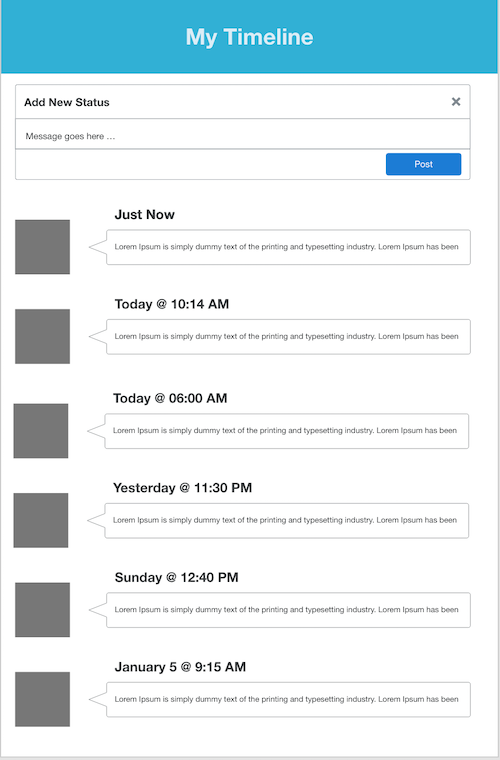 My Timeline
Add New Status
Message goes here ...
Post
Just Now
Lorem Ipsum is simply dummy text of the printing and typesetting industry. Lorem Ipsum has been
Today @ 10:14 AM
Lorem Ipsum is simply dummy text of the printing and typesetting industry. Lorem Ipsum has been
Today @ 06:00 AM
Lorem Ipsum is simply dummy text of the printing and typesetting industry. Lorem Ipsum has been
Yesterday @ 11:30 PM
Lorem Ipsum is simply dummy text of the printing and typesetting industry. Lorem Ipsum has been
Sunday @ 12:40 PM
Lorem Ipsum is simply dummy text of the printing and typesetting industry. Lorem Ipsum has been
January 5 @ 9:15 AM
Lorem Ipsum is simply dummy text of the printing and typesetting industry. Lorem Ipsum has been